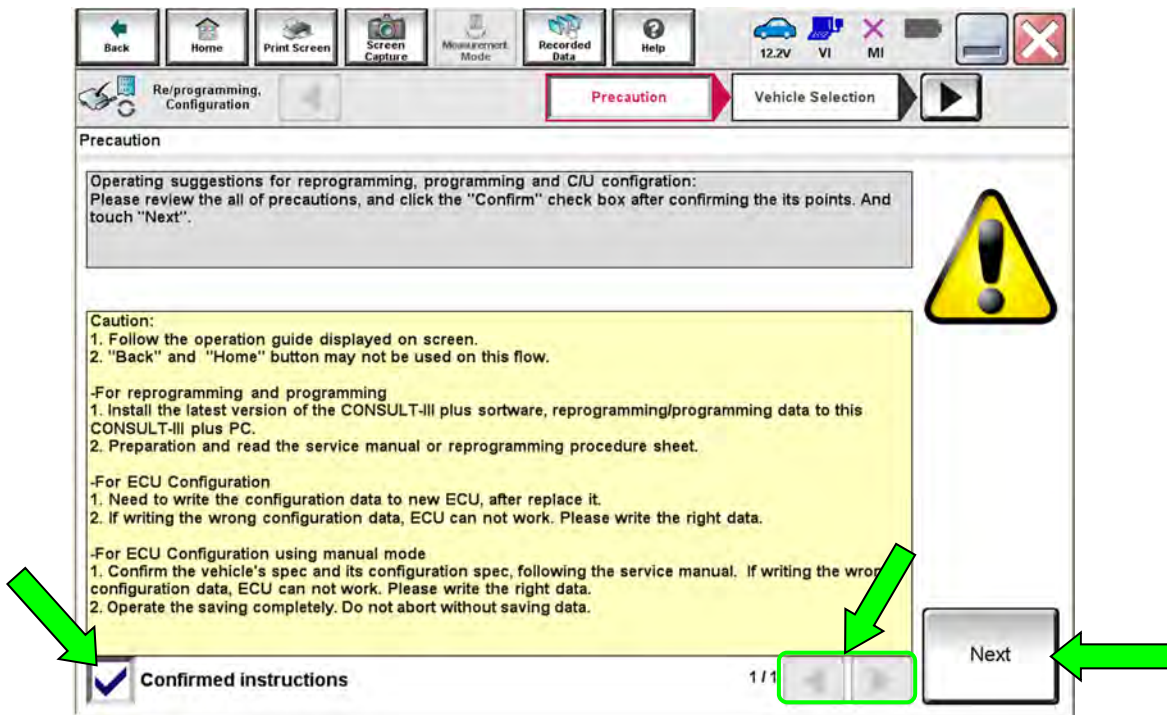 Back
Home
Print Screen
Screen
Capture
Measurement
Mode
Recorded
Data
Help
12.2V
VI
MI
Re/programming,
Configuration
Precaution
Vehicle Selection
Precaution
Operating suggestions for reprogramming, programming and C/U configration:
Please review the all of precautions, and click the "Confirm" check box after confirming the its points. And
touch "Next".
Caution:
1. Follow the operation guide displayed on screen.
2. "Back" and "Home" button may not be used on this flow.
-For reprogramming and programming
1. Install the latest version of the CONSULT-III plus sortware, reprogramming/programming data to this
CONSULT-III plus PC.
2. Preparation and read the service manual or reprogramming procedure sheet.
-For ECU Configuration
1. Need to write the configuration data to new ECU, after replace it.
2. If writing the wrong configuration data, ECU can not work. Please write the right data.
-For ECU Configuration using manual mode
1. Confirm the vehicle's spec and its configuration spec, following the service manual. If writing the wrong
configuration data, ECU can not work. Please write the right data.
2. Operate the saving completely. Do not abort without saving data.
Confirmed instructions
1/1
Next